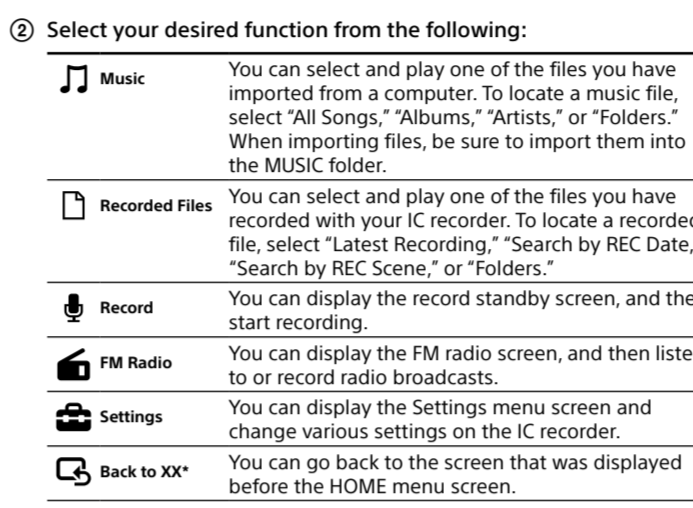 ② Select your desired function from the following:
Music You can select and play one of the files you have
imported from a computer. To locate a music file,
select “All Songs,” “Albums,” “Artists,” or “Folders.”
When importing files, be sure to import them into
the MUSIC folder.
Recorded Files You can select and play one of the files you have
recorded with your IC recorder. To locate a recorded
file, select “Latest Recording,” “Search by REC Date,
“Search by REC Scene,” or “Folders.”
Record You can display the record standby screen, and the
start recording.
FM Radio You can display the FM radio screen, and then liste
to or record radio broadcasts.
Settings You can display the Settings menu screen and
change various settings on the IC recorder.
Back to XX* You can go back to the screen that was displayed
before the HOME menu screen.